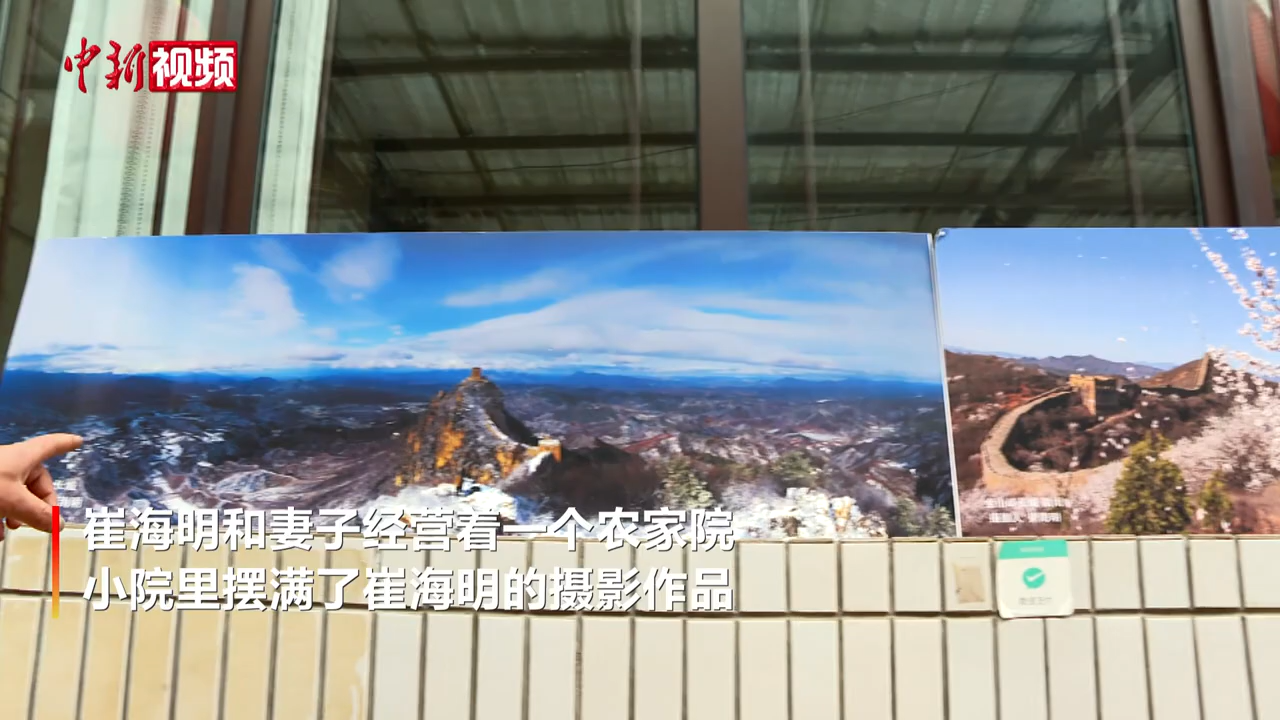 中新视频
崔海明和妻子经营着一个农家院
小院里摆满了崔海明的摄影作品